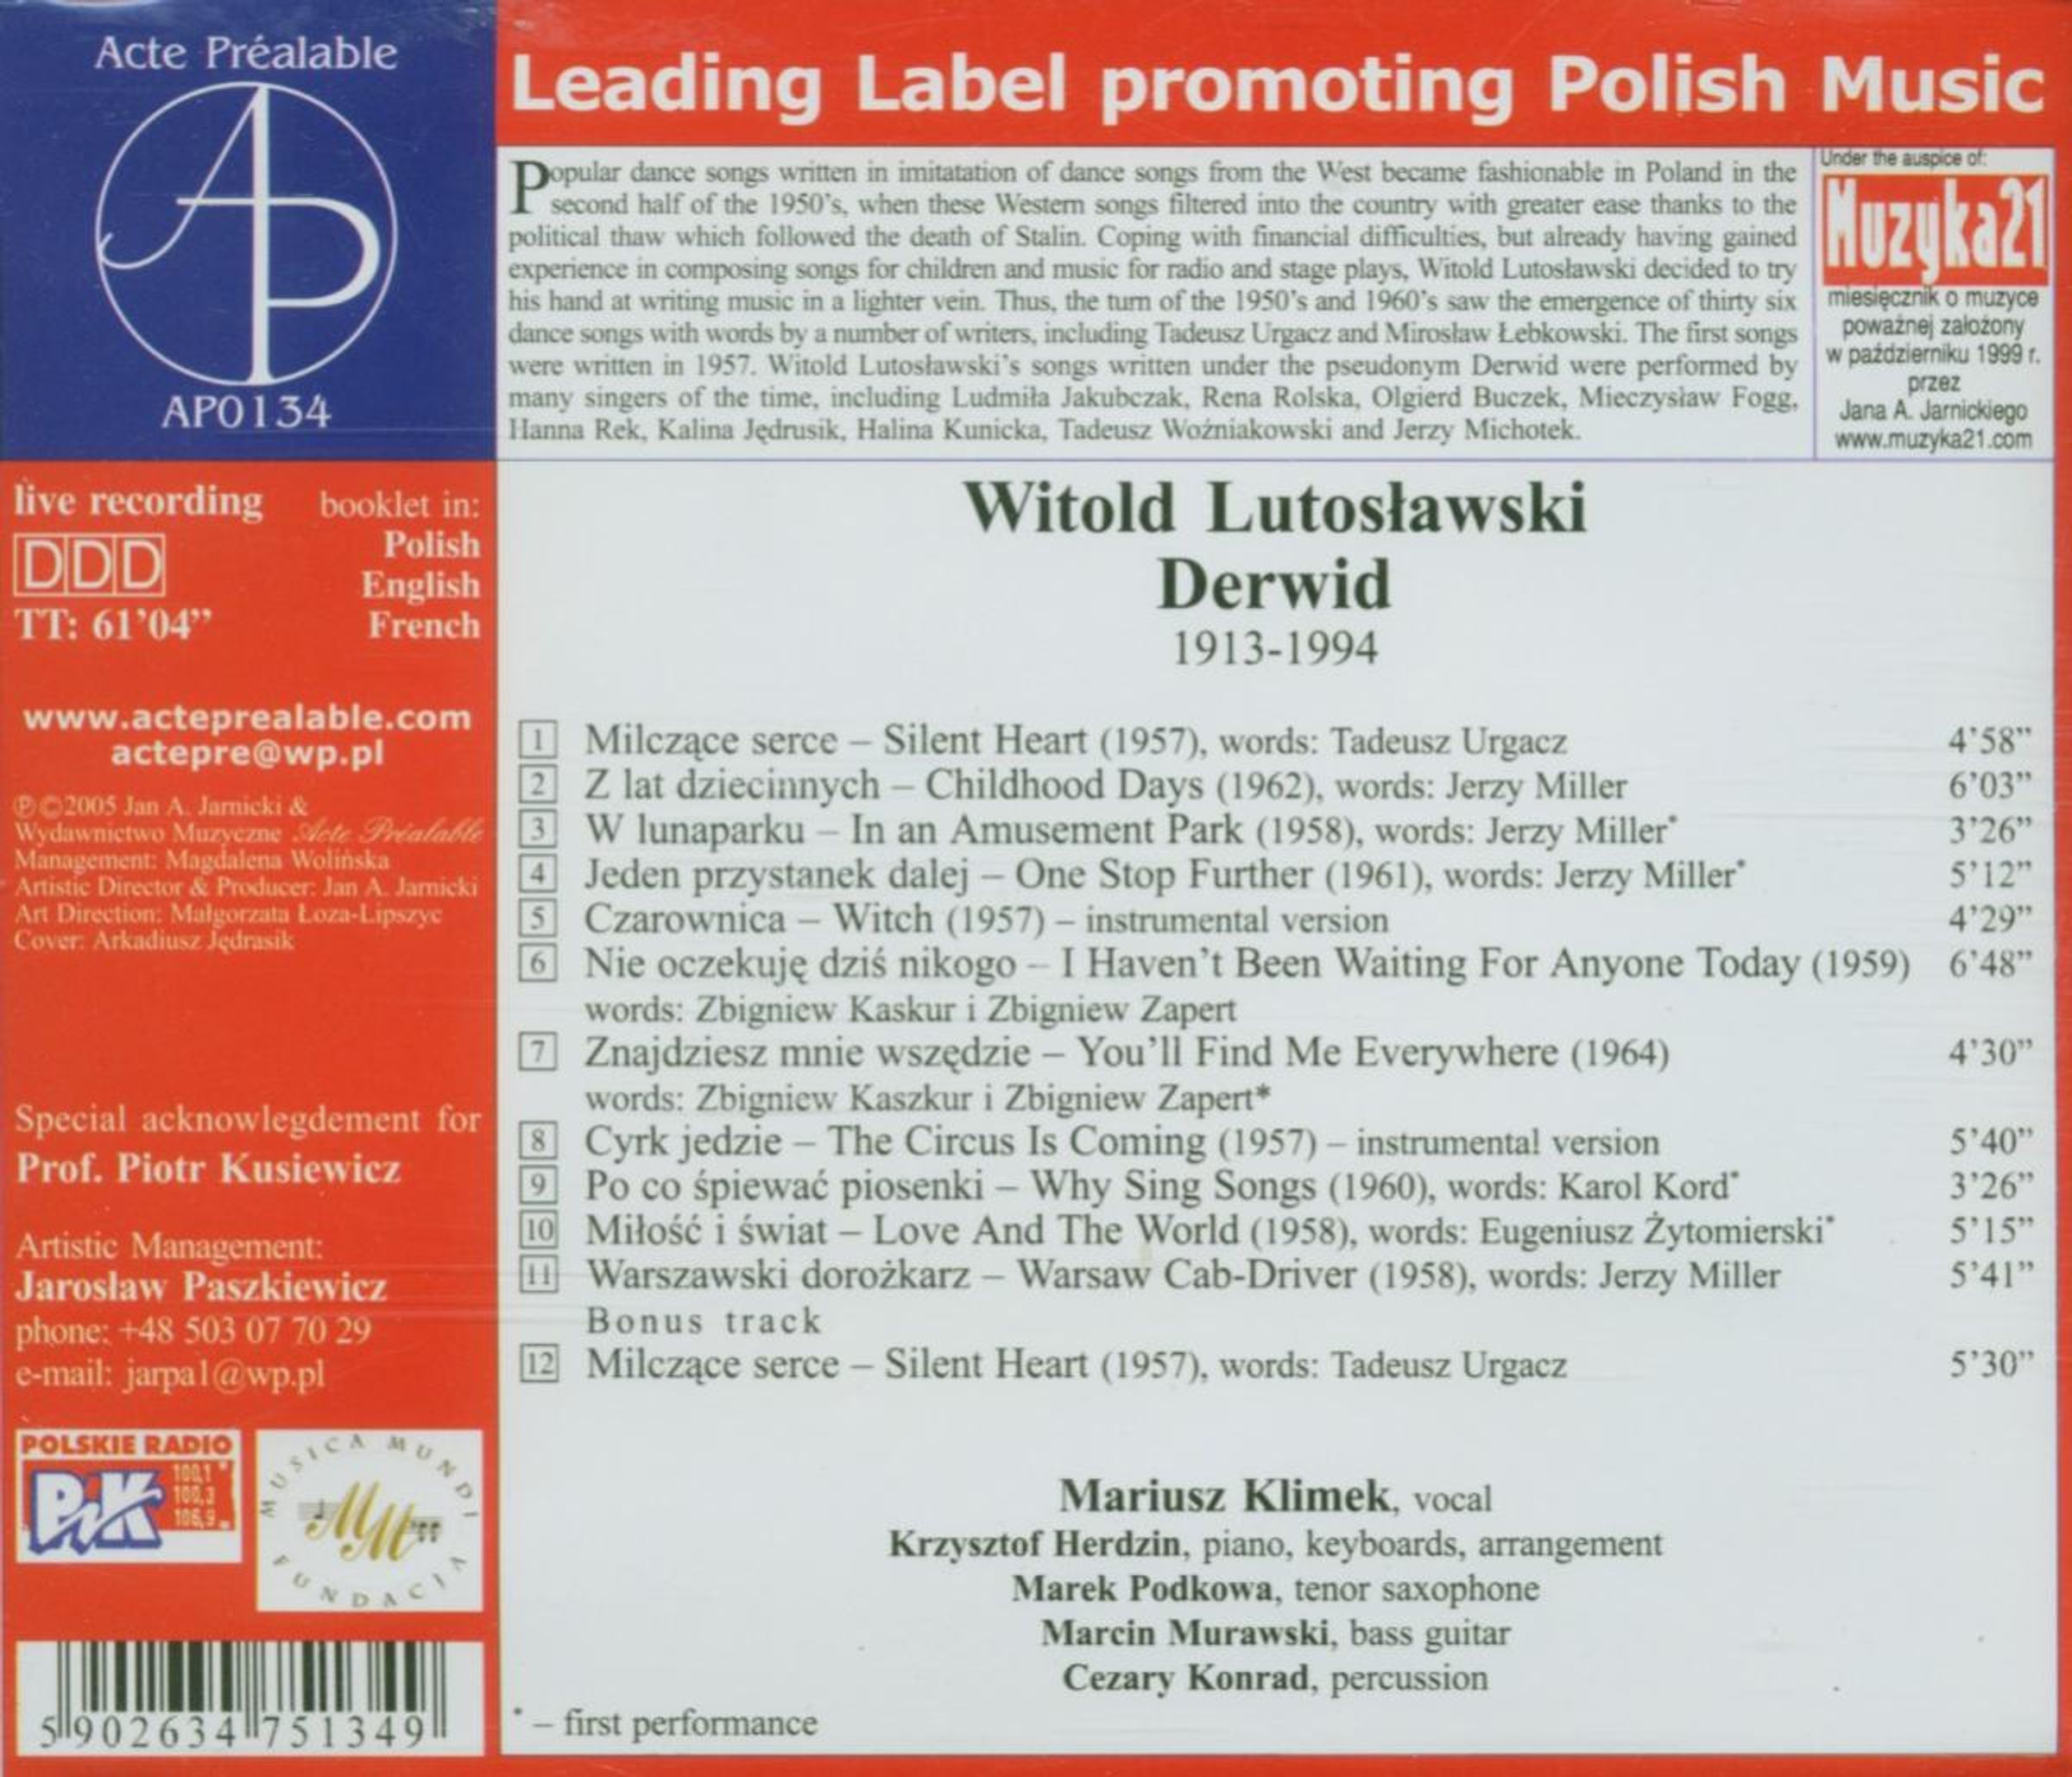 Acte Préalable
AP0134
Leading Label promoting Polish Music
Popular dance songs written in imitatation of dance songs from the West became fashionable in Poland in the
second half of the 1950's, when these Western songs filtered into the country with greater ease thanks to the
political thaw which followed the death of Stalin. Coping with financial difficulties, but already having gained
experience in composing songs for children and music for radio and stage plays, Witold Lutosławski decided to try
his hand at writing music in a lighter vein. Thus, the turn of the 1950's and 1960's saw the emergence of thirty six
dance songs with words by a number of writers, including Tadeusz Urgacz and Mirosław Łebkowski. The first songs
were written in 1957. Witold Lutosławski's songs written under the pseudonym Derwid were performed by
many singers of the time, including Ludmiła Jakubczak, Rena Rolska, Olgierd Buczek, Mieczysław Fogg,
Hanna Rek, Kalina Jędrusik, Halina Kunicka, Tadeusz Woźniakowski and Jerzy Michotek.
Under the auspice of:
Muzyka21
miesięcznik o muzyce
poważnej założony
w październiku 1999 r.
przez
Jana A. Jarnickiego
www.muzyka21.com
live recording
DDD
TT: 61'04”
booklet in:
Polish
English
French
www.acteprealable.com
actepre@wp.pl
℗©2005 Jan A. Jarnicki &
Wydawnictwo Muzyczne Acte Préalable
Management: Magdalena Wolińska
Artistic Director & Producer: Jan A. Jarnicki
Art Direction: Małgorzata Łoza-Lipszyc
Cover: Arkadiusz Jędrasik
Special acknowlegdement for
Prof. Piotr Kusiewicz
Artistic Management:
Jarosław Paszkiewicz
phone: +48 503 07 70 29
e-mail: jarpa1@wp.pl
POLSKIE RADIO
PiK
100,1
100,3
106,9
MUSICA MUNDI
MM
FUNDACJA
5 902634 751349
Witold Lutosławski
Derwid
1913-1994
1 Milczące serce – Silent Heart (1957), words: Tadeusz Urgacz 4'58”
2 Z lat dziecinnych – Childhood Days (1962), words: Jerzy Miller 6'03”
3 W lunaparku – In an Amusement Park (1958), words: Jerzy Miller* 3'26”
4 Jeden przystanek dalej – One Stop Further (1961), words: Jerzy Miller* 5'12”
5 Czarownica – Witch (1957) – instrumental version 4'29”
6 Nie oczekuję dziś nikogo – I Haven't Been Waiting For Anyone Today (1959) 6'48”
words: Zbigniew Kaskur i Zbigniew Zapert
7 Znajdziesz mnie wszędzie – You'll Find Me Everywhere (1964) 4'30”
words: Zbigniew Kaszkur i Zbigniew Zapert*
8 Cyrk jedzie – The Circus Is Coming (1957) – instrumental version 5'40”
9 Po co śpiewać piosenki – Why Sing Songs (1960), words: Karol Kord* 3'26”
10 Miłość i świat – Love And The World (1958), words: Eugeniusz Żytomierski* 5'15”
11 Warszawski dorożkarz – Warsaw Cab-Driver (1958), words: Jerzy Miller 5'41”
Bonus track
12 Milczące serce – Silent Heart (1957), words: Tadeusz Urgacz 5'30”
Mariusz Klimek, vocal
Krzysztof Herdzin, piano, keyboards, arrangement
Marek Podkowa, tenor saxophone
Marcin Murawski, bass guitar
Cezary Konrad, percussion
* – first performance